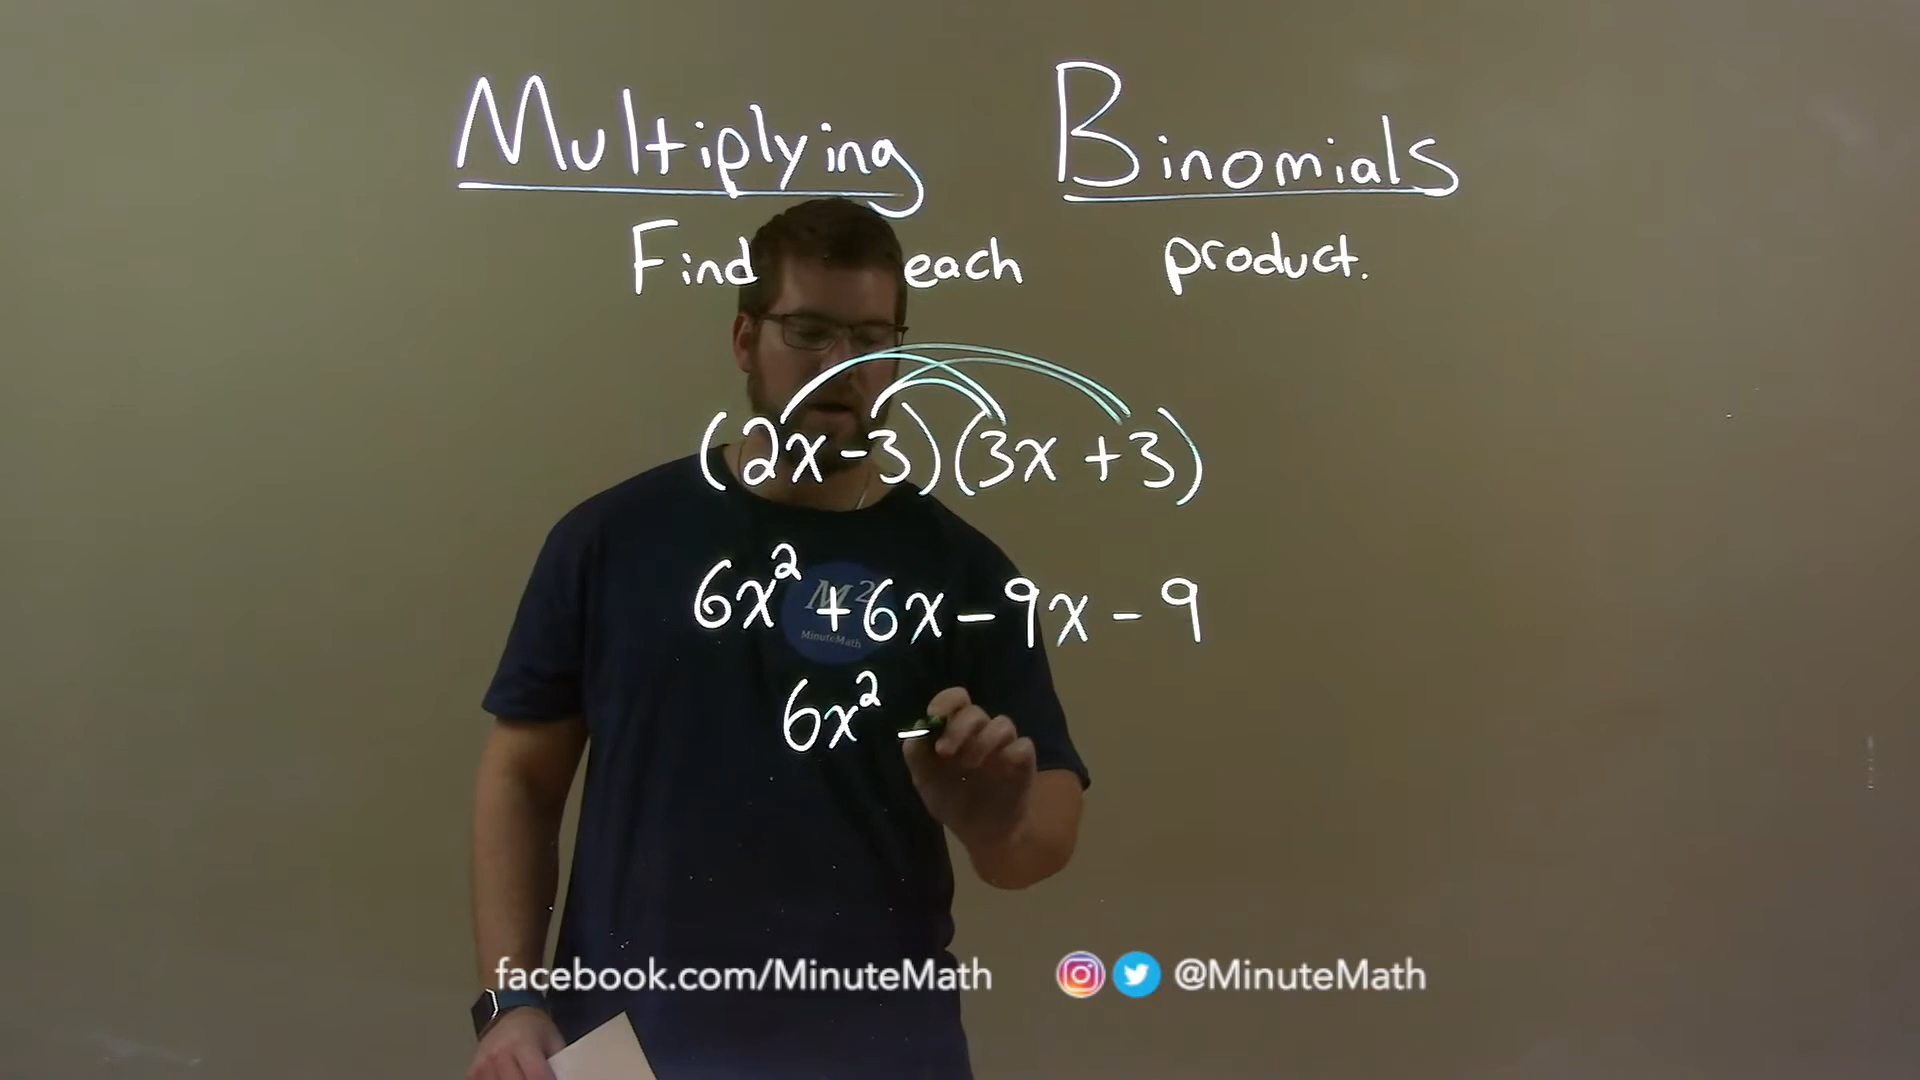 Multiplying Binomials
Find each product.
(2x-3)(3x+3)
6x² +6x-9x-9
M²
MinuteMath
6x² -
facebook.com/MinuteMath @MinuteMath